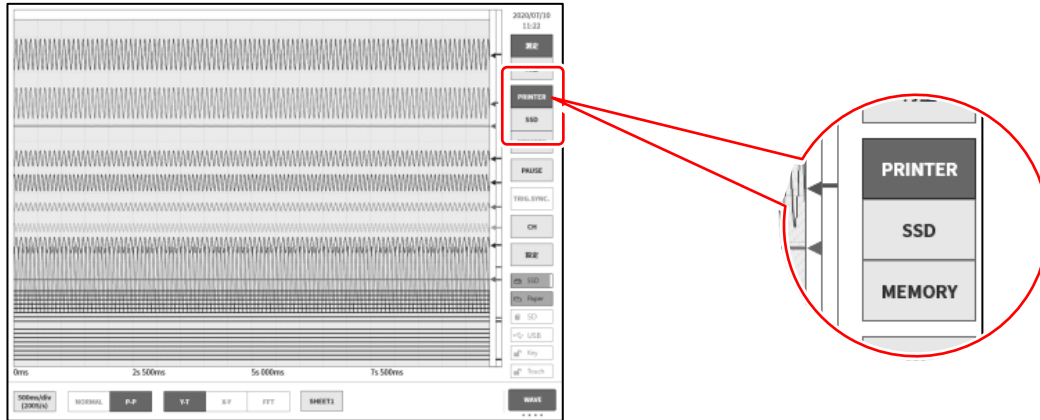 2020/07/10
11:22
測定
PRINTER
SSD
PAUSE
TRIG.SYNC.
CH
設定
SSD
Paper
SD
USB
Key
Touch
0ms
2s 500ms
5s 000ms
7s 500ms
500ms/div
(200S/s)
NORMAL
P-P
Y-T
X-Y
FFT
SHEET1
WAVE
PRINTER
SSD
MEMORY